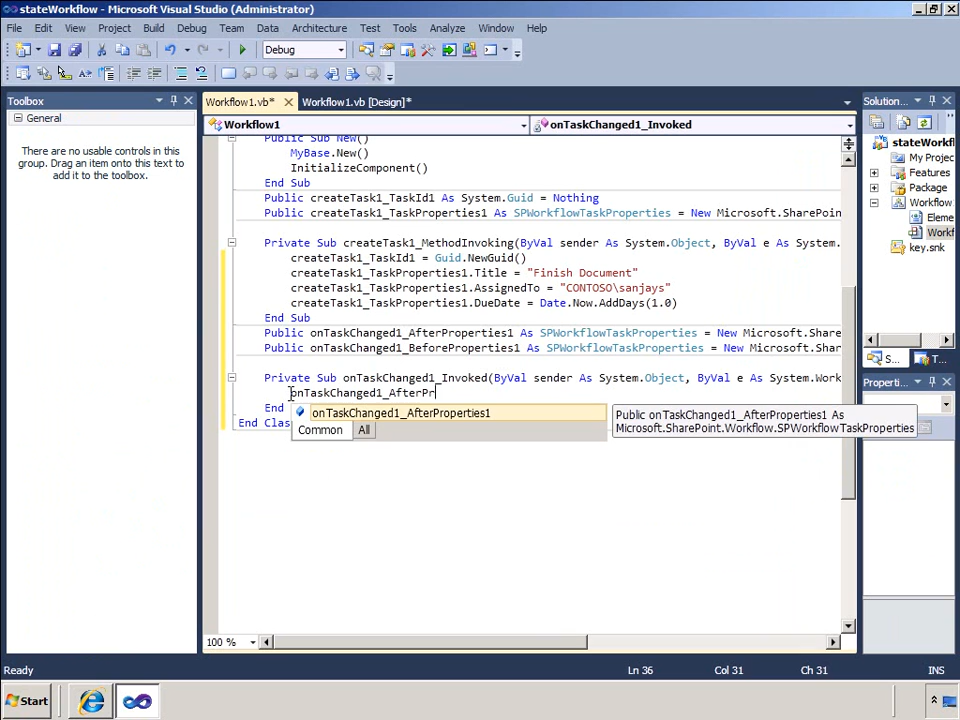 stateWorkflow - Microsoft Visual Studio (Administrator)
File Edit View Project Build Debug Team Data Architecture Test Tools Analyze Window Help
Debug
Toolbox
General
There are no usable controls in this
group. Drag an item onto this text to
add it to the toolbox.
Workflow1.vb* Workflow1.vb [Design]*
Workflow1 onTaskChanged1_Invoked
Public Sub New()
MyBase.New()
InitializeComponent()
End Sub
Public createTask1_TaskId1 As System.Guid = Nothing
Public createTask1_TaskProperties1 As SPWorkflowTaskProperties = New Microsoft.SharePoin
Private Sub createTask1_MethodInvoking(ByVal sender As System.Object, ByVal e As System.
createTask1_TaskId1 = Guid.NewGuid()
createTask1_TaskProperties1.Title = "Finish Document"
createTask1_TaskProperties1.AssignedTo = "CONTOSO\sanjays"
createTask1_TaskProperties1.DueDate = Date.Now.AddDays(1.0)
End Sub
Public onTaskChanged1_AfterProperties1 As SPWorkflowTaskProperties = New Microsoft.Share
Public onTaskChanged1_BeforeProperties1 As SPWorkflowTaskProperties = New Microsoft.Shar
Private Sub onTaskChanged1_Invoked(ByVal sender As System.Object, ByVal e As System.Work
onTaskChanged1_AfterPr
End
End Clas
onTaskChanged1_AfterProperties1
Common All
Public onTaskChanged1_AfterProperties1 As
Microsoft.SharePoint.Workflow.SPWorkflowTaskProperties
100 %
Solution...
stateWorkfl
My Projec
Features
Package
Workflow
Eleme
Workf
key.snk
S... T...
Properti...
Ready Ln 36 Col 31 Ch 31 INS
Start